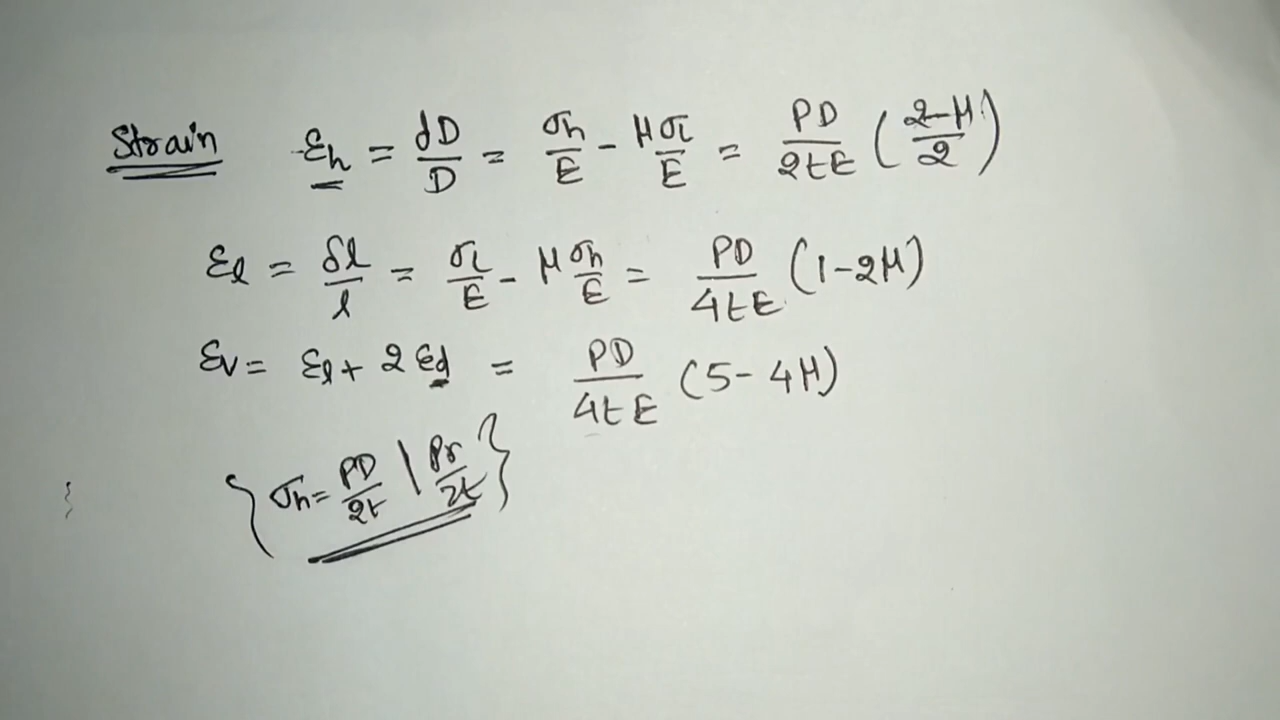 Strain εh = dD/D = σh/E - μσL/E = PD/2tE (2-μ/2)
εl = δl/l = σL/E - μσh/E = PD/4tE (1-2μ)
εv = εl + 2εd = PD/4tE (5-4μ)
{σh = PD/2t | Pr/2t}